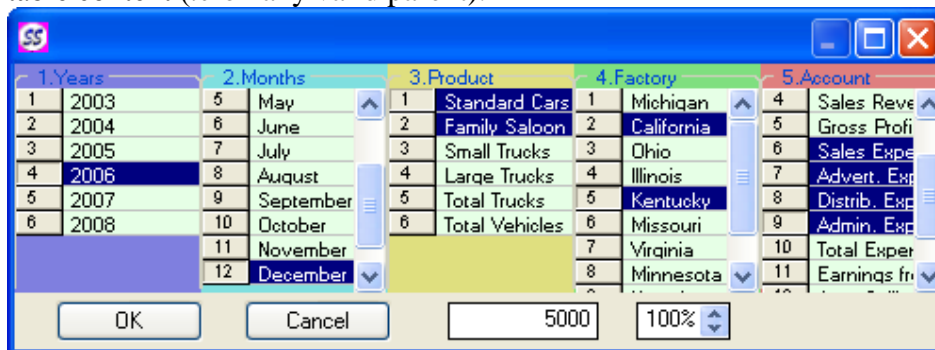 SS
1.Years 2.Months 3.Product 4.Factory 5.Account
1 2003 5 May 1 Standard Cars 1 Michigan 4 Sales Reve
2 2004 6 June 2 Family Saloon 2 California 5 Gross Profi
3 2005 7 July 3 Small Trucks 3 Ohio 6 Sales Expe
4 2006 8 August 4 Large Trucks 4 Illinois 7 Advert. Exp
5 2007 9 September 5 Total Trucks 5 Kentucky 8 Distrib. Exp
6 2008 10 October 6 Total Vehicles 6 Missouri 9 Admin. Exp
11 November 7 Virginia 10 Total Exper
12 December 8 Minnesota 11 Earnings fr
OK Cancel 5000 100%